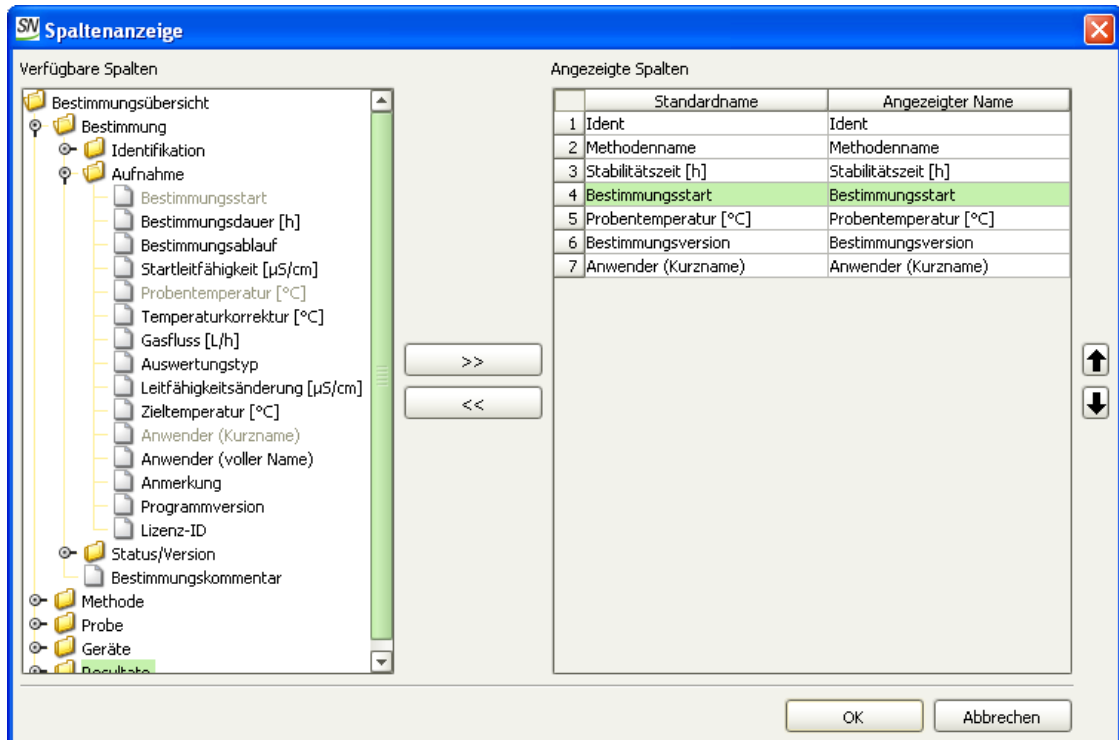 SN Spaltenanzeige
Verfügbare Spalten
Bestimmungsübersicht
Bestimmung
Identifikation
Aufnahme
Bestimmungsstart
Bestimmungsdauer [h]
Bestimmungsablauf
Startleitfähigkeit [µS/cm]
Probentemperatur [°C]
Temperaturkorrektur [°C]
Gasfluss [L/h]
Auswertungstyp
Leitfähigkeitsänderung [µS/cm]
Zieltemperatur [°C]
Anwender (Kurzname)
Anwender (voller Name)
Anmerkung
Programmversion
Lizenz-ID
Status/Version
Bestimmungskommentar
Methode
Probe
Geräte
Resultate
>>
<<
Angezeigte Spalten
Standardname Angezeigter Name
1 Ident Ident
2 Methodenname Methodenname
3 Stabilitätszeit [h] Stabilitätszeit [h]
4 Bestimmungsstart Bestimmungsstart
5 Probentemperatur [°C] Probentemperatur [°C]
6 Bestimmungsversion Bestimmungsversion
7 Anwender (Kurzname) Anwender (Kurzname)
OK Abbrechen